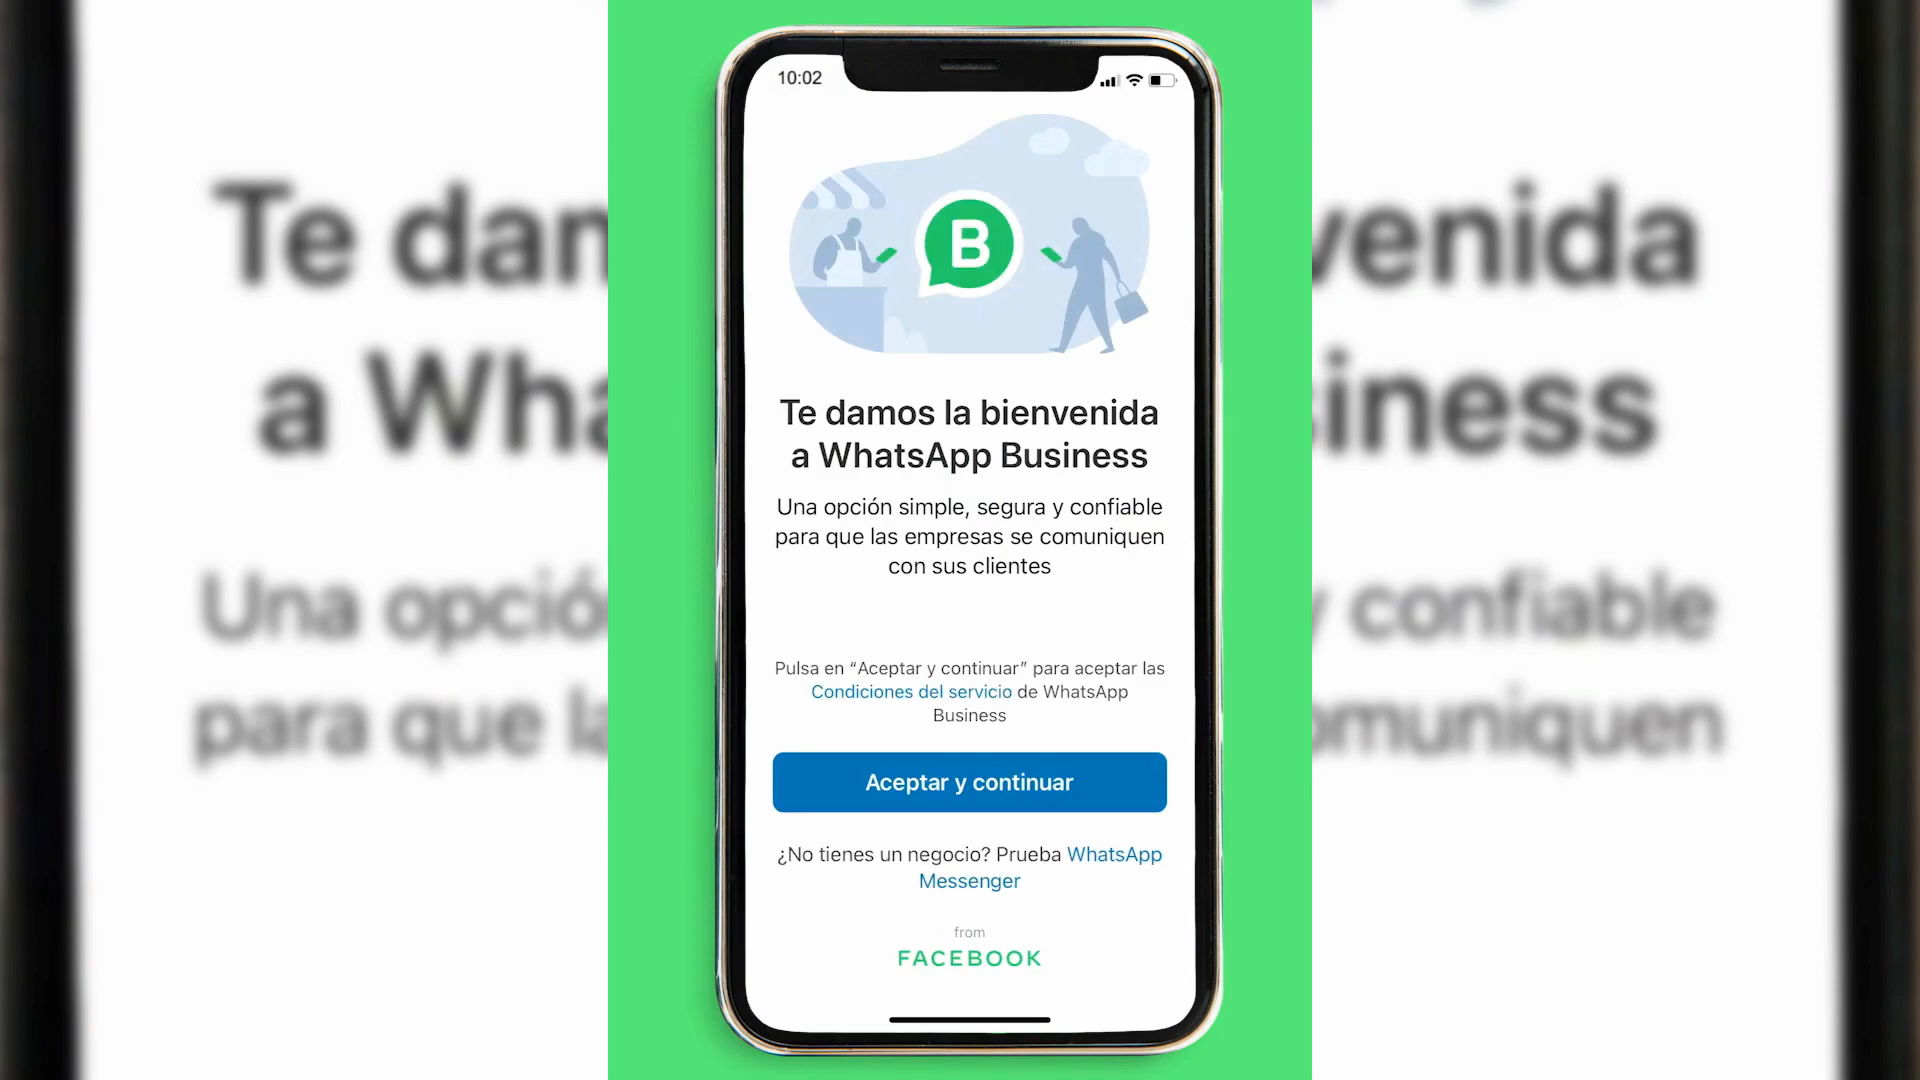 10:02
B
Te damos la bienvenida
a WhatsApp Business
Una opción simple, segura y confiable
para que las empresas se comuniquen
con sus clientes
Pulsa en “Aceptar y continuar” para aceptar las
Condiciones del servicio de WhatsApp
Business
Aceptar y continuar
¿No tienes un negocio? Prueba WhatsApp
Messenger
from
FACEBOOK
Te dam
venida
a Wha
siness
Una opció
y confiable
para que la
omuniquen